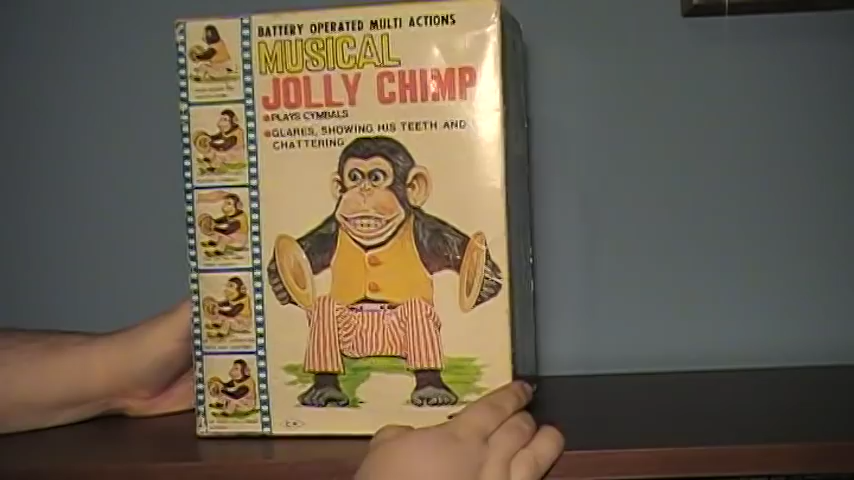 BATTERY OPERATED MULTI ACTIONS
MUSICAL
JOLLY CHIMP
PLAYS CYMBALS
GLARES, SHOWING HIS TEETH AND
CHATTERING